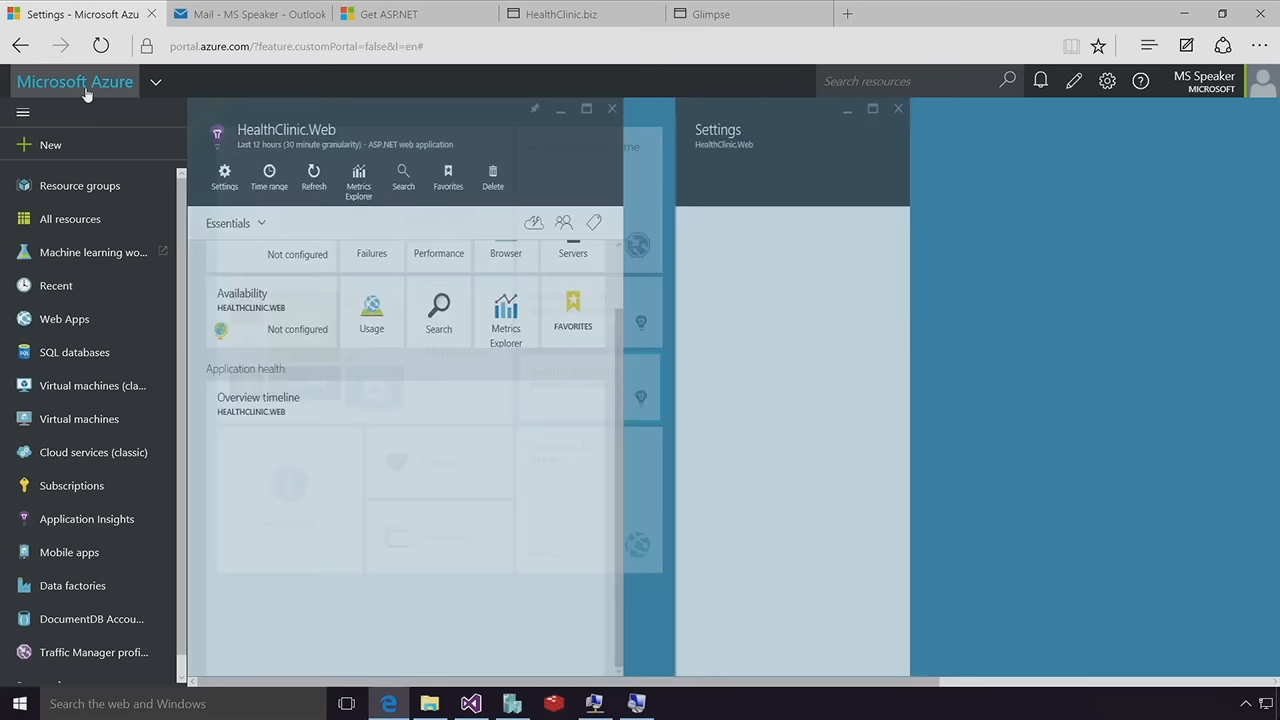 Settings - Microsoft Azu
Mail - MS Speaker - Outlook
Get ASP.NET
HealthClinic.biz
Glimpse
portal.azure.com/?feature.customPortal=false&l=en#
Microsoft Azure
Search resources
MS Speaker
MICROSOFT
New
Resource groups
All resources
Machine learning wo...
Recent
Web Apps
SQL databases
Virtual machines (cla...
Virtual machines
Cloud services (classic)
Subscriptions
Application Insights
Mobile apps
Data factories
DocumentDB Accou...
Traffic Manager profi...
HealthClinic.Web
Last 12 hours (30 minute granularity) - ASP.NET web application
Settings
Time range
Refresh
Metrics
Explorer
Search
Favorites
Delete
Essentials
Not configured
Failures
Performance
Browser
Servers
Availability
HEALTHCLINIC.WEB
Not configured
Usage
Search
Metrics
Explorer
FAVORITES
Application health
Overview timeline
HEALTHCLINIC.WEB
Settings
HealthClinic.Web
Search the web and Windows